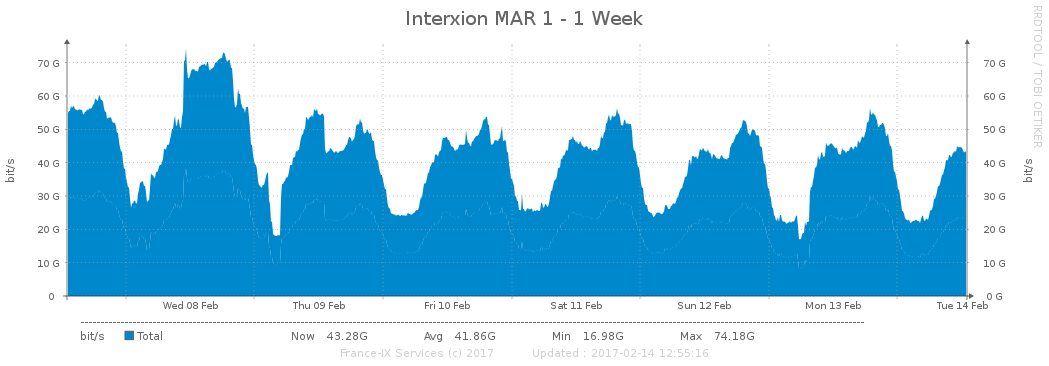 Interxion MAR 1 - 1 Week
RRDTOOL / TOBI OETIKER
bit/s
70 G
60 G
50 G
40 G
30 G
20 G
10 G
0
70 G
60 G
50 G
40 G
30 G
20 G
10 G
0 G
bit/s
Wed 08 Feb Thu 09 Feb Fri 10 Feb Sat 11 Feb Sun 12 Feb Mon 13 Feb Tue 14 Feb
bit/s Total Now 43.28G Avg 41.86G Min 16.98G Max 74.18G
France-IX Services (c) 2017 Updated : 2017-02-14 12:55:16